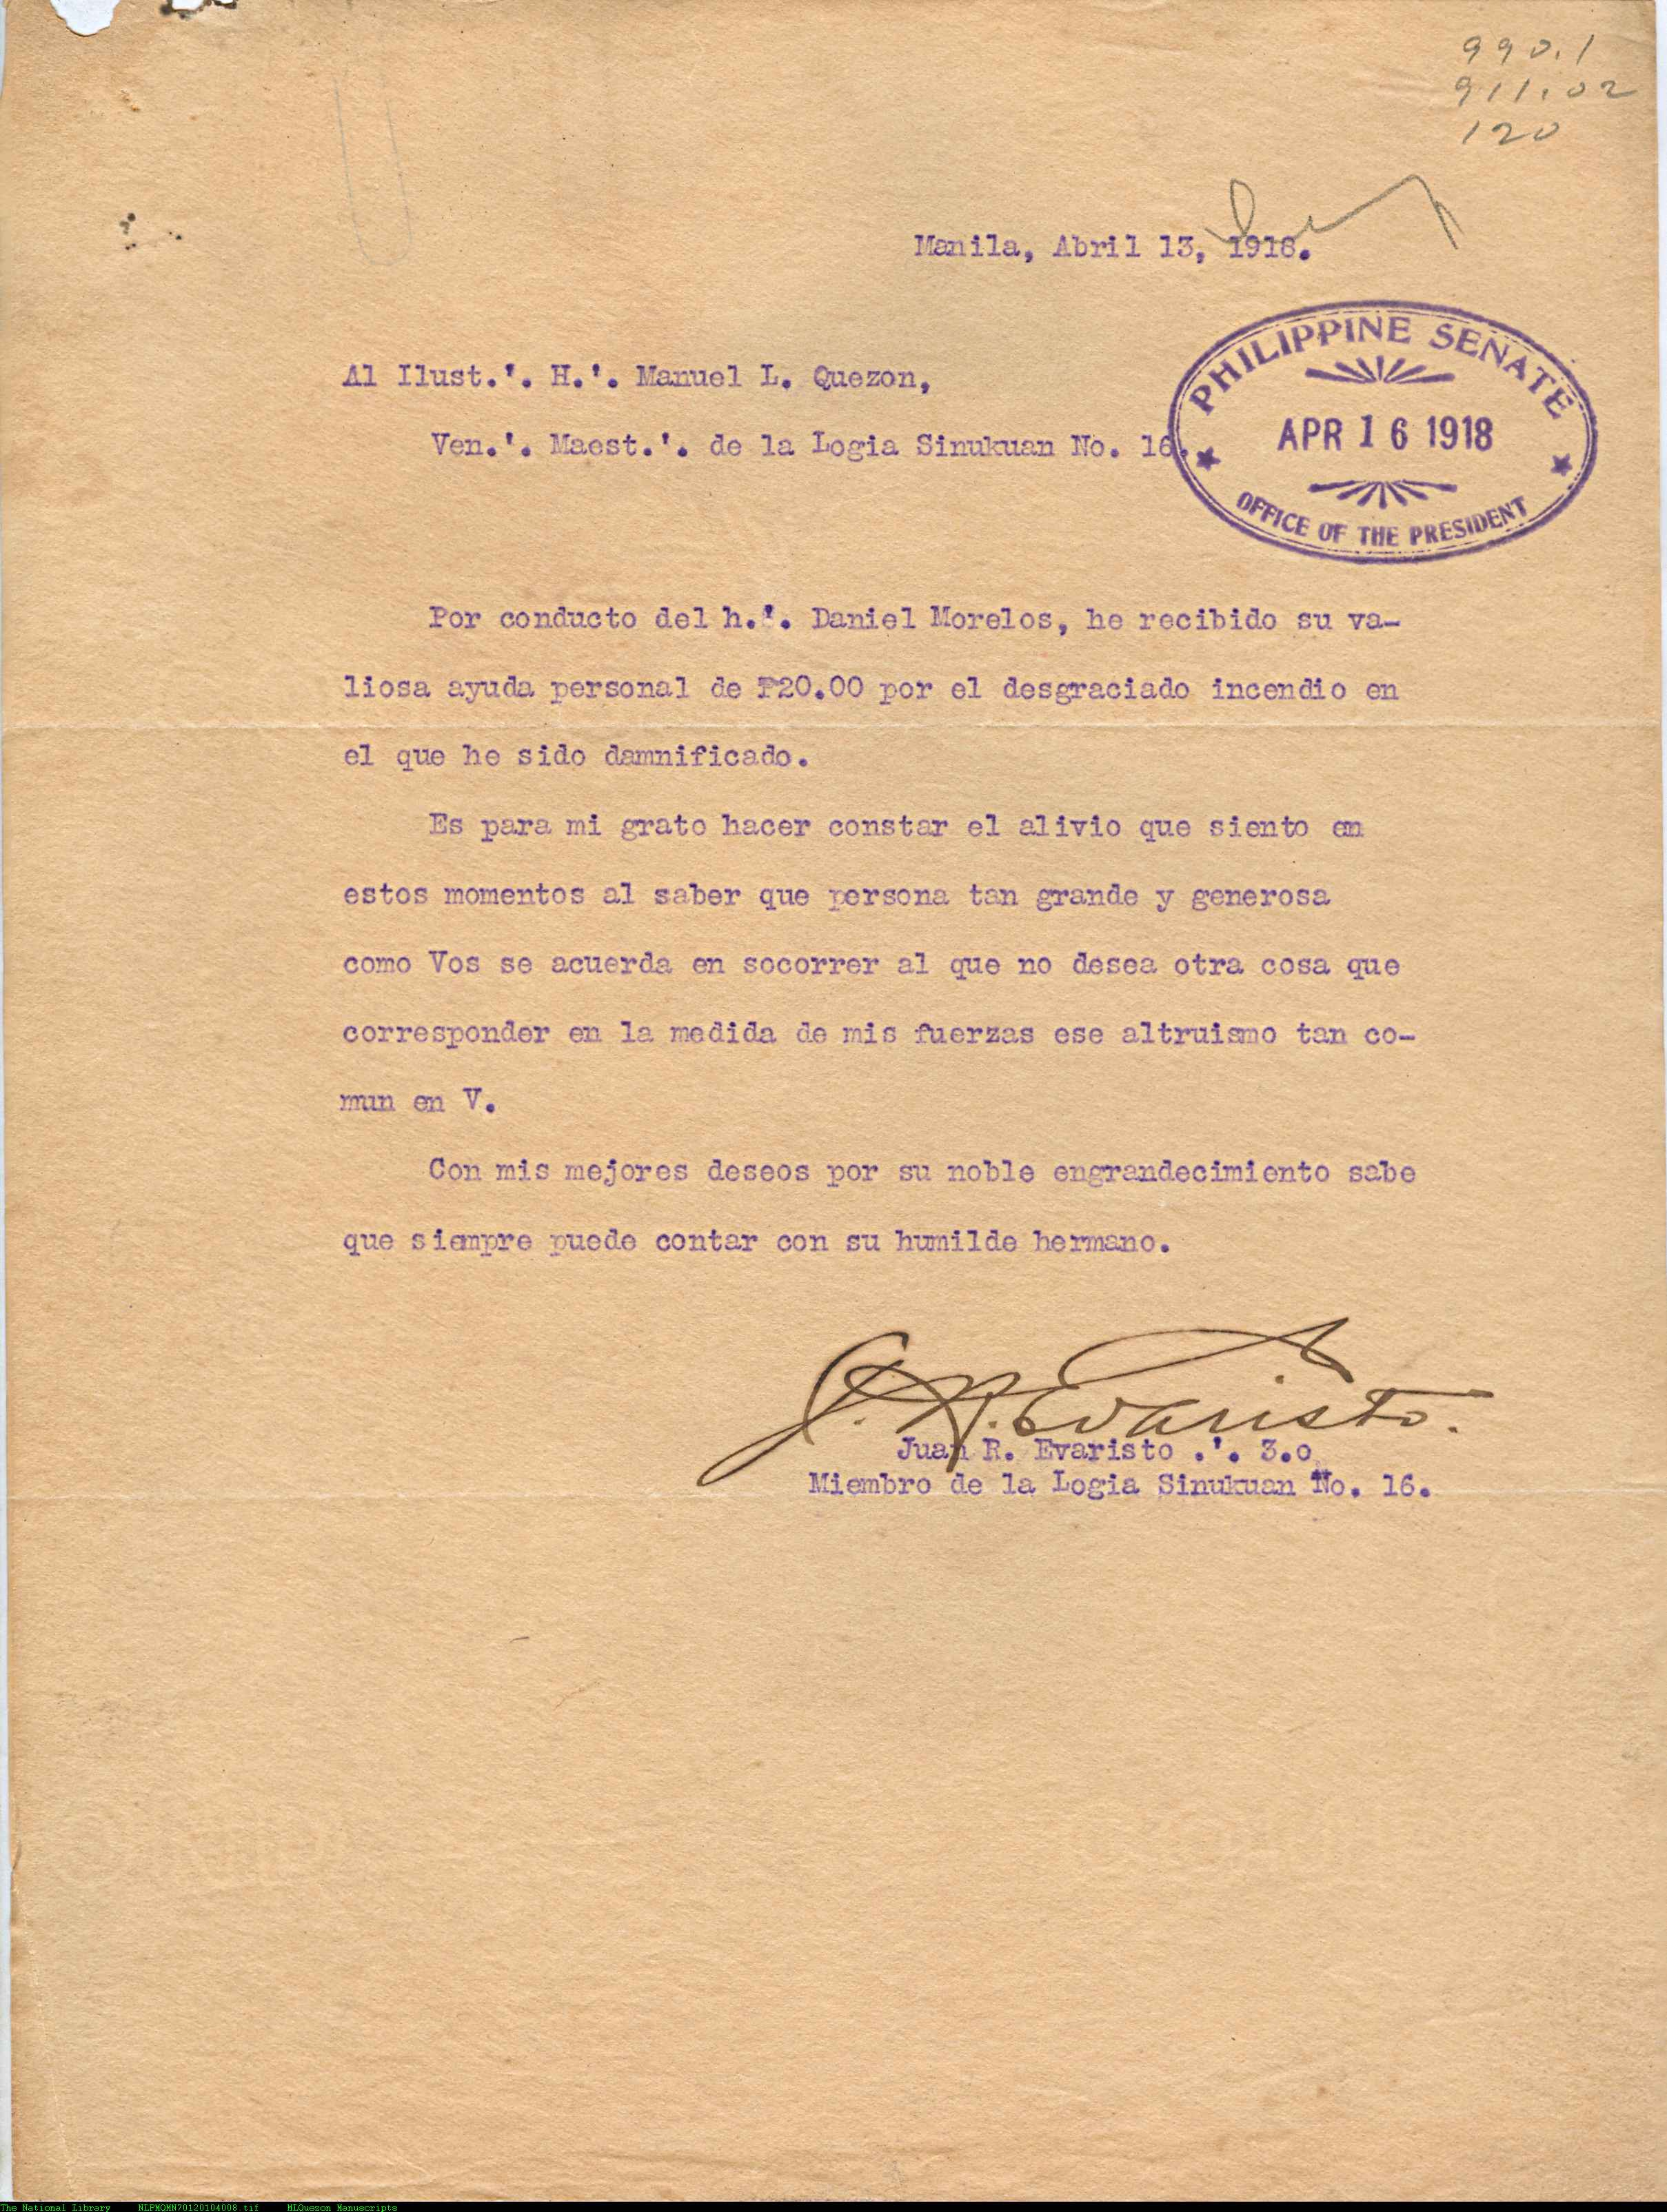 990.1
911.02
120
Manila, Abril 13, 1918.
PHILIPPINE SENATE
APR 16 1918
OFFICE OF THE PRESIDENT
Al Ilust.'. H.'. Manuel L. Quezon,
Ven.'. Maest.'. de la Logia Sinukuan No. 16.
Por conducto del h.'. Daniel Morelos, he recibido su va-
liosa ayuda personal de ₱20.00 por el desgraciado incendio en
el que he sido damnificado.
Es para mi grato hacer constar el alivio que siento en
estos momentos al saber que persona tan grande y generosa
como Vos se acuerda en socorrer al que no desea otra cosa que
corresponder en la medida de mis fuerzas ese altruismo tan co-
mun en V.
Con mis mejores deseos por su noble engrandecimiento sabe
que siempre puede contar con su humilde hermano.
J. R. Evaristo.
Juan R. Evaristo .'. 3.o
Miembro de la Logia Sinukuan No. 16.
The National Library NLPMQMN70120104008.tif MLQuezon Manuscripts